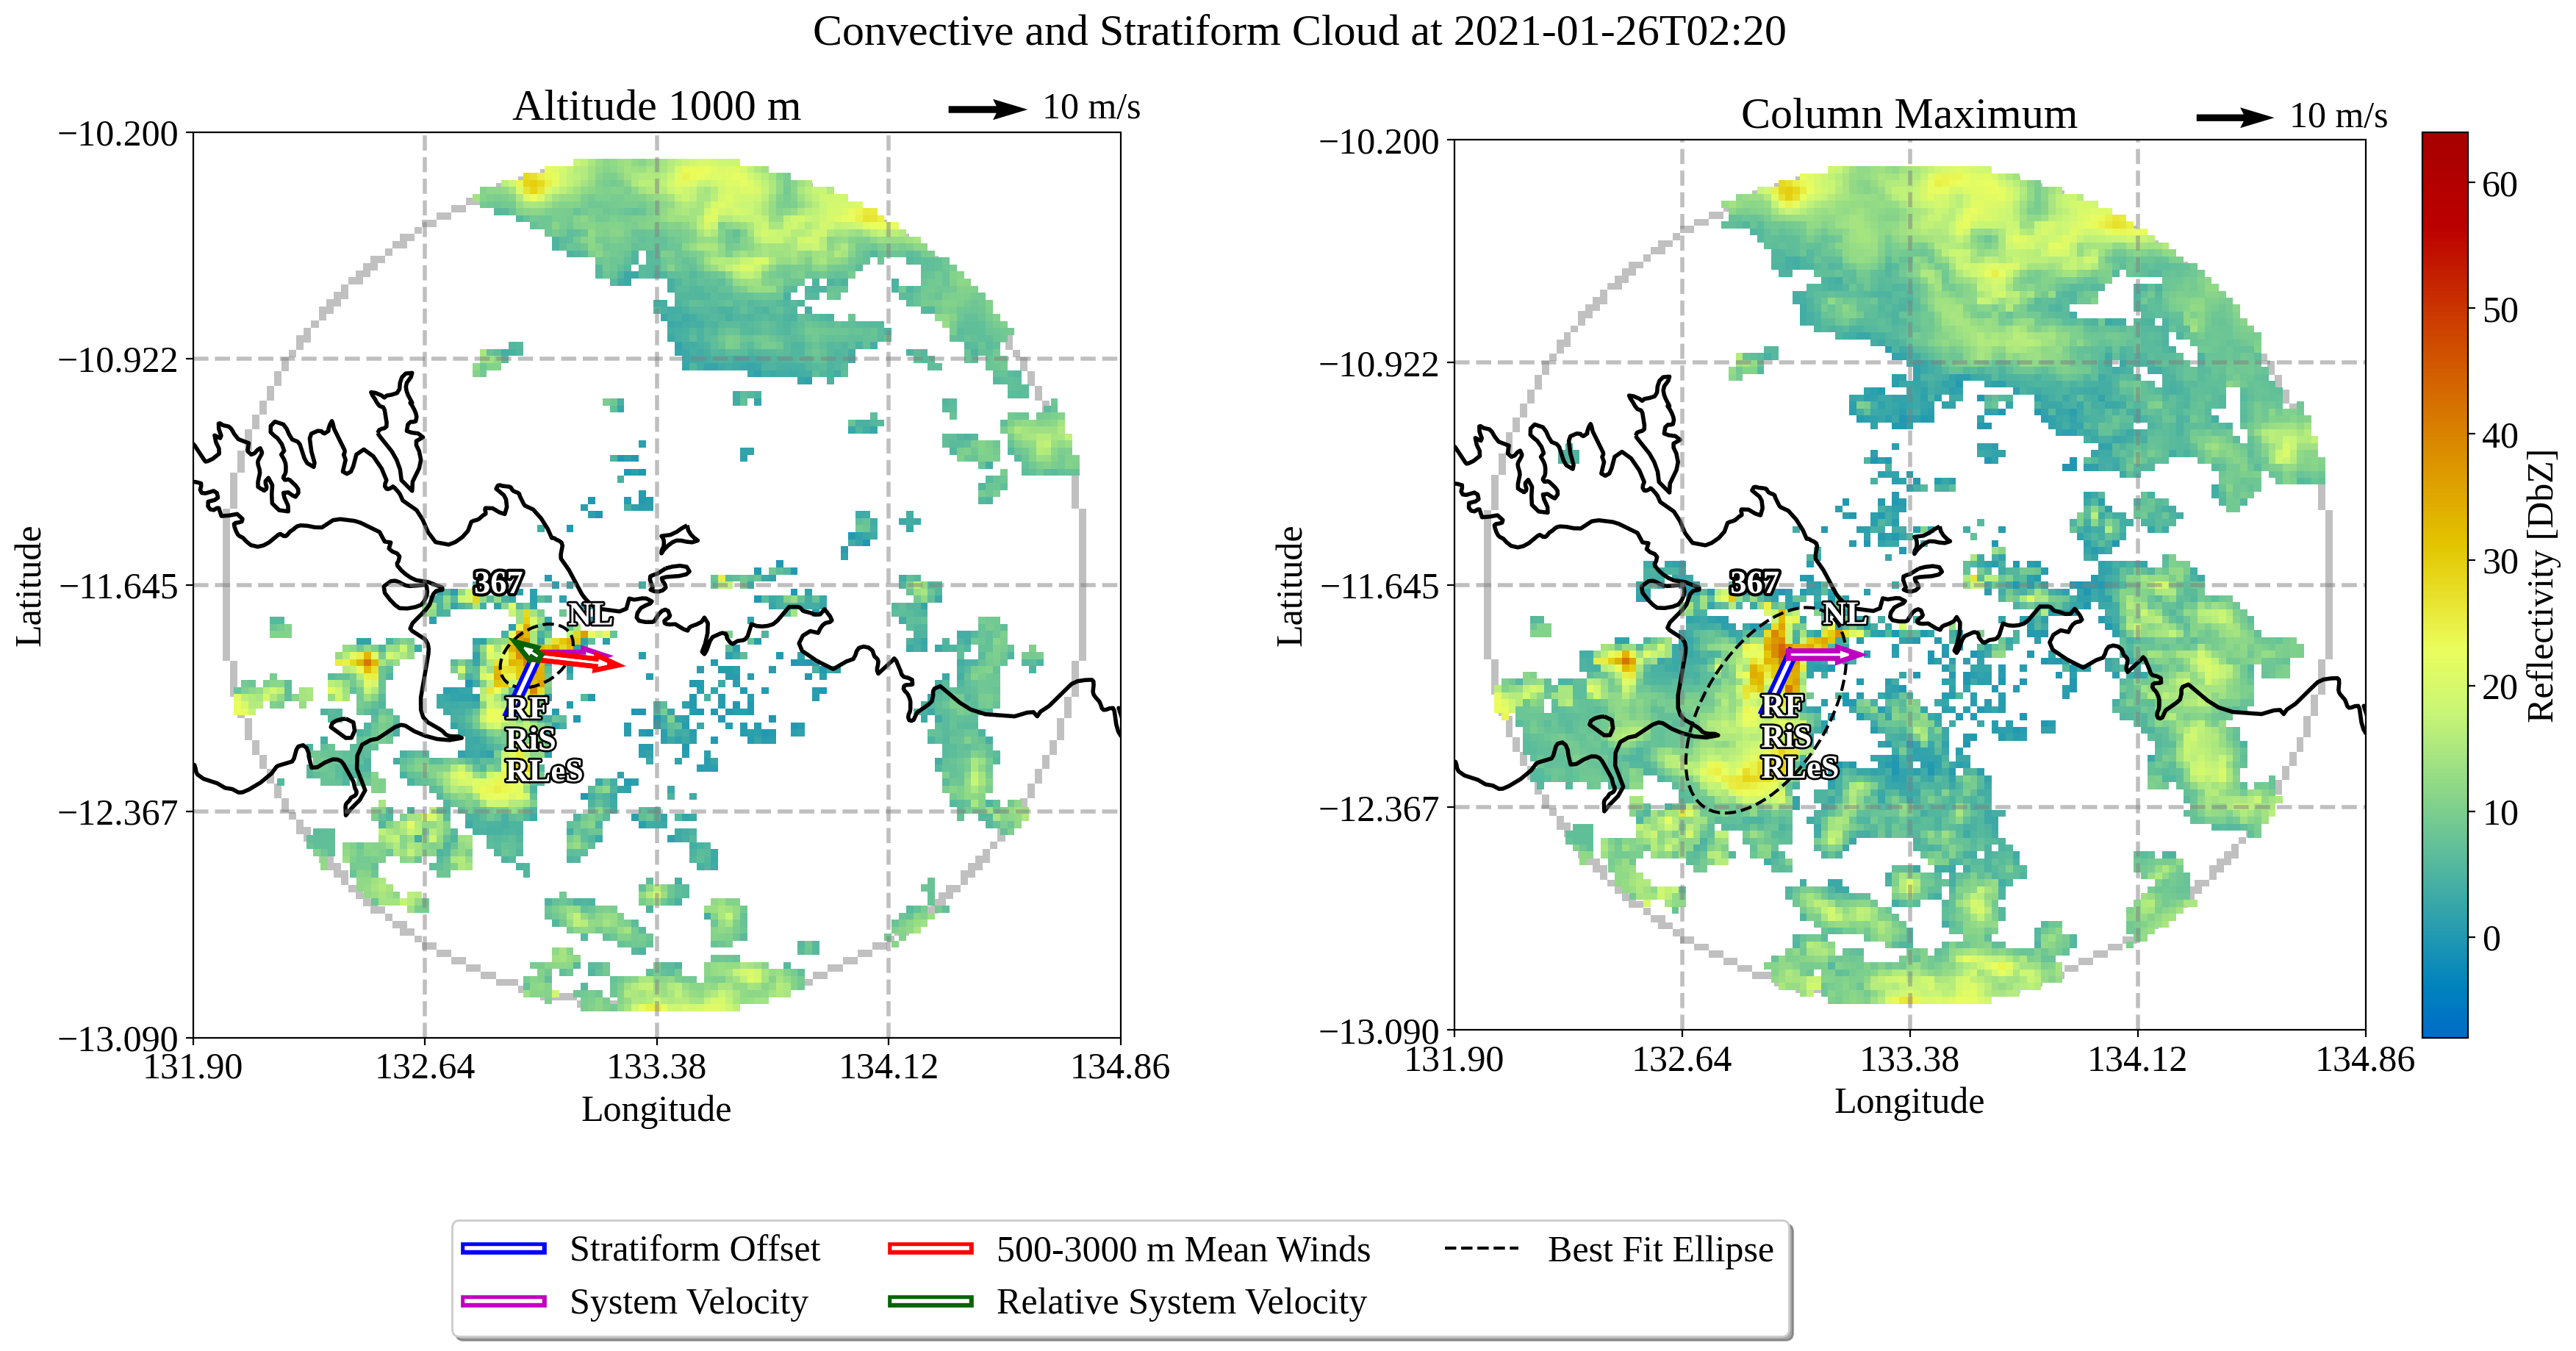 Convective and Stratiform Cloud at 2021-01-26T02:20
Altitude 1000 m
10 m/s
−10.200
−10.922
−11.645
−12.367
−13.090
Latitude
367
NL
RF
RiS
RLeS
131.90
132.64
133.38
134.12
134.86
Longitude
Column Maximum
10 m/s
−10.200
−10.922
−11.645
−12.367
−13.090
Latitude
367
NL
RF
RiS
RLeS
131.90
132.64
133.38
134.12
134.86
Longitude
60
50
40
30
20
10
0
Reflectivity [DbZ]
Stratiform Offset
System Velocity
500-3000 m Mean Winds
Relative System Velocity
Best Fit Ellipse